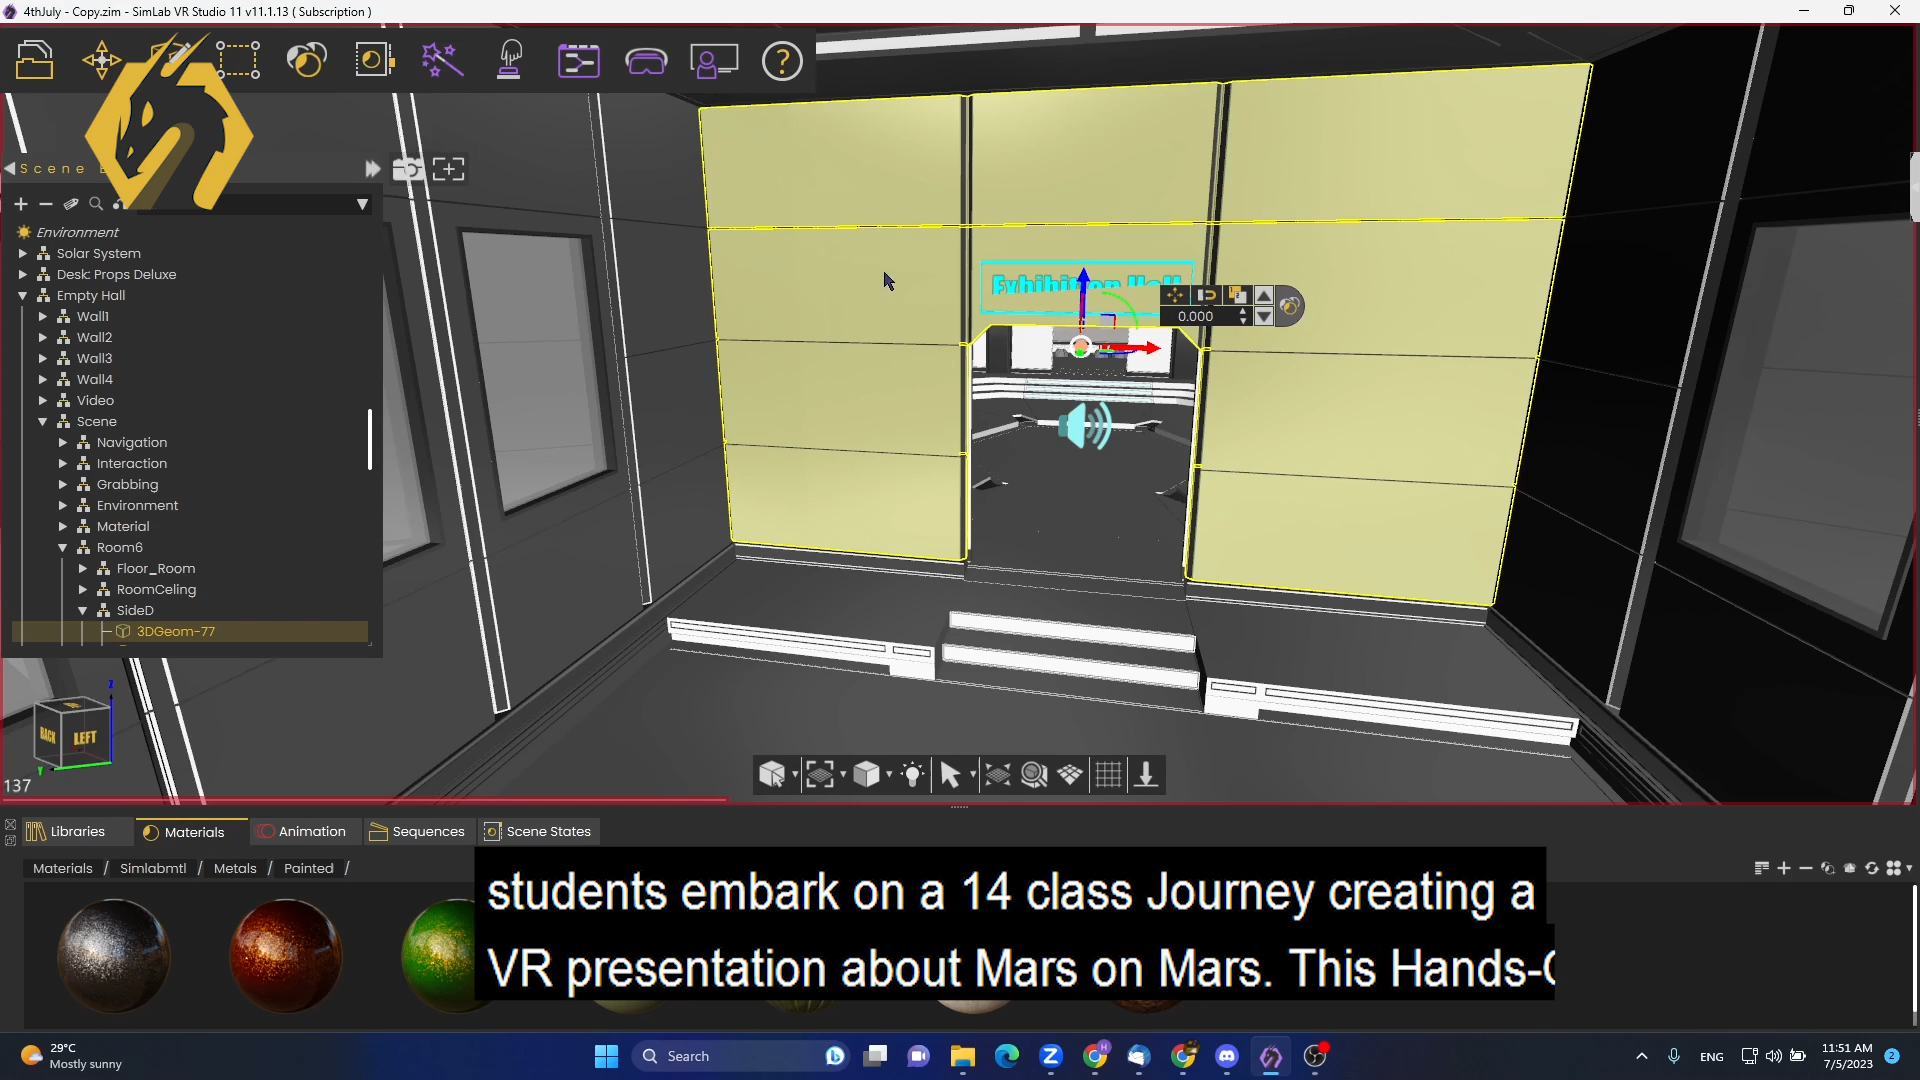 4thJuly - Copy.zim - SimLab VR Studio 11 v11.1.13 ( Subscription )
Scene
Environment
Solar System
Desk: Props Deluxe
Empty Hall
Wall1
Wall2
Wall3
Wall4
Video
Scene
Navigation
Interaction
Grabbing
Environment
Material
Room6
Floor_Room
RoomCeling
SideD
3DGeom-77
Exhibition Hall
0.000
BACK
LEFT
Z
Y
137
Libraries
Materials
Animation
Sequences
Scene States
Materials / Simlabmtl / Metals / Painted /
students embark on a 14 class Journey creating a
VR presentation about Mars on Mars. This Hands-
29°C
Mostly sunny
Search
ENG
11:51 AM
7/5/2023
2